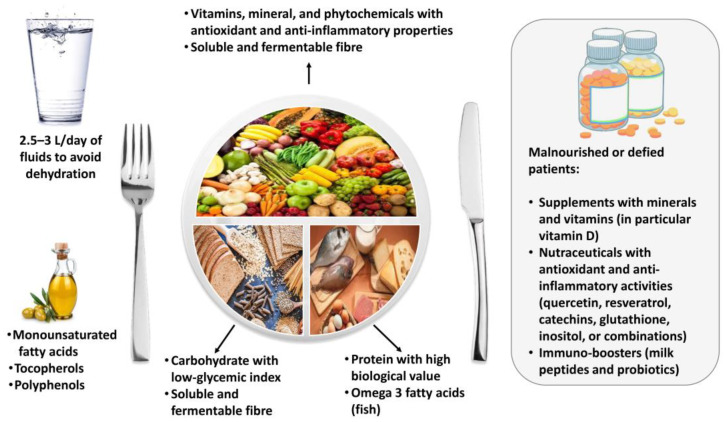 • Vitamins, mineral, and phytochemicals with
antioxidant and anti-inflammatory properties
• Soluble and fermentable fibre
2.5–3 L/day of
fluids to avoid
dehydration
• Monounsaturated
fatty acids
• Tocopherols
• Polyphenols
• Carbohydrate with
low-glycemic index
• Soluble and
fermentable fibre
• Protein with high
biological value
• Omega 3 fatty acids
(fish)
Malnourished or defied
patients:
• Supplements with minerals
and vitamins (in particular
vitamin D)
• Nutraceuticals with
antioxidant and anti-
inflammatory activities
(quercetin, resveratrol,
catechins, glutathione,
inositol, or combinations)
• Immuno-boosters (milk
peptides and probiotics)